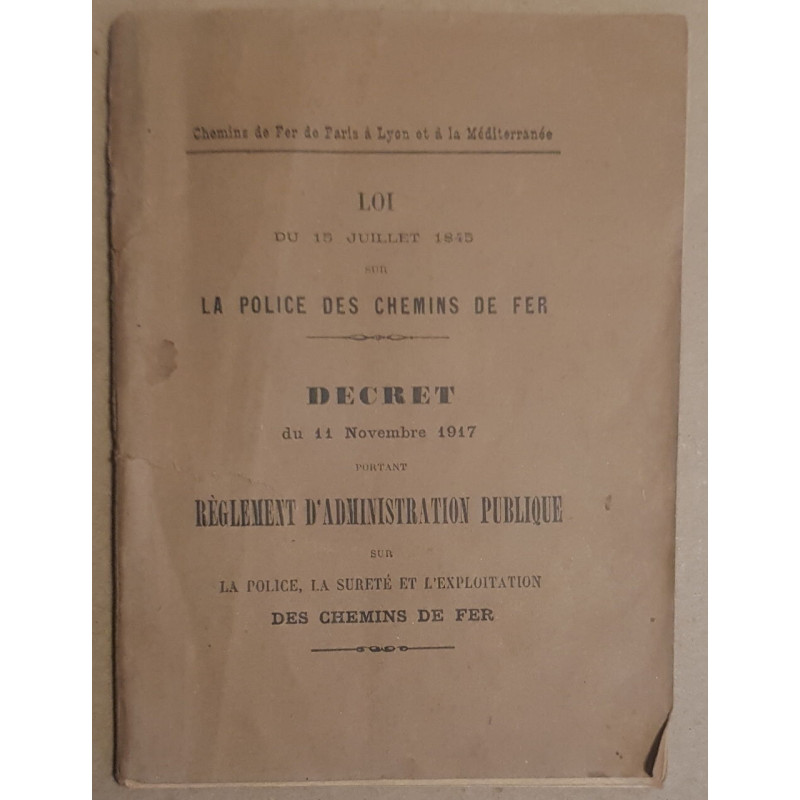 Chemins de Fer de Paris à Lyon et à la Méditerranée
LOI
DU 15 JUILLET 1845
SUR
LA POLICE DES CHEMINS DE FER
DECRET
du 11 Novembre 1917
PORTANT
RÈGLEMENT D'ADMINISTRATION PUBLIQUE
SUR
LA POLICE, LA SURETÉ ET L'EXPLOITATION
DES CHEMINS DE FER